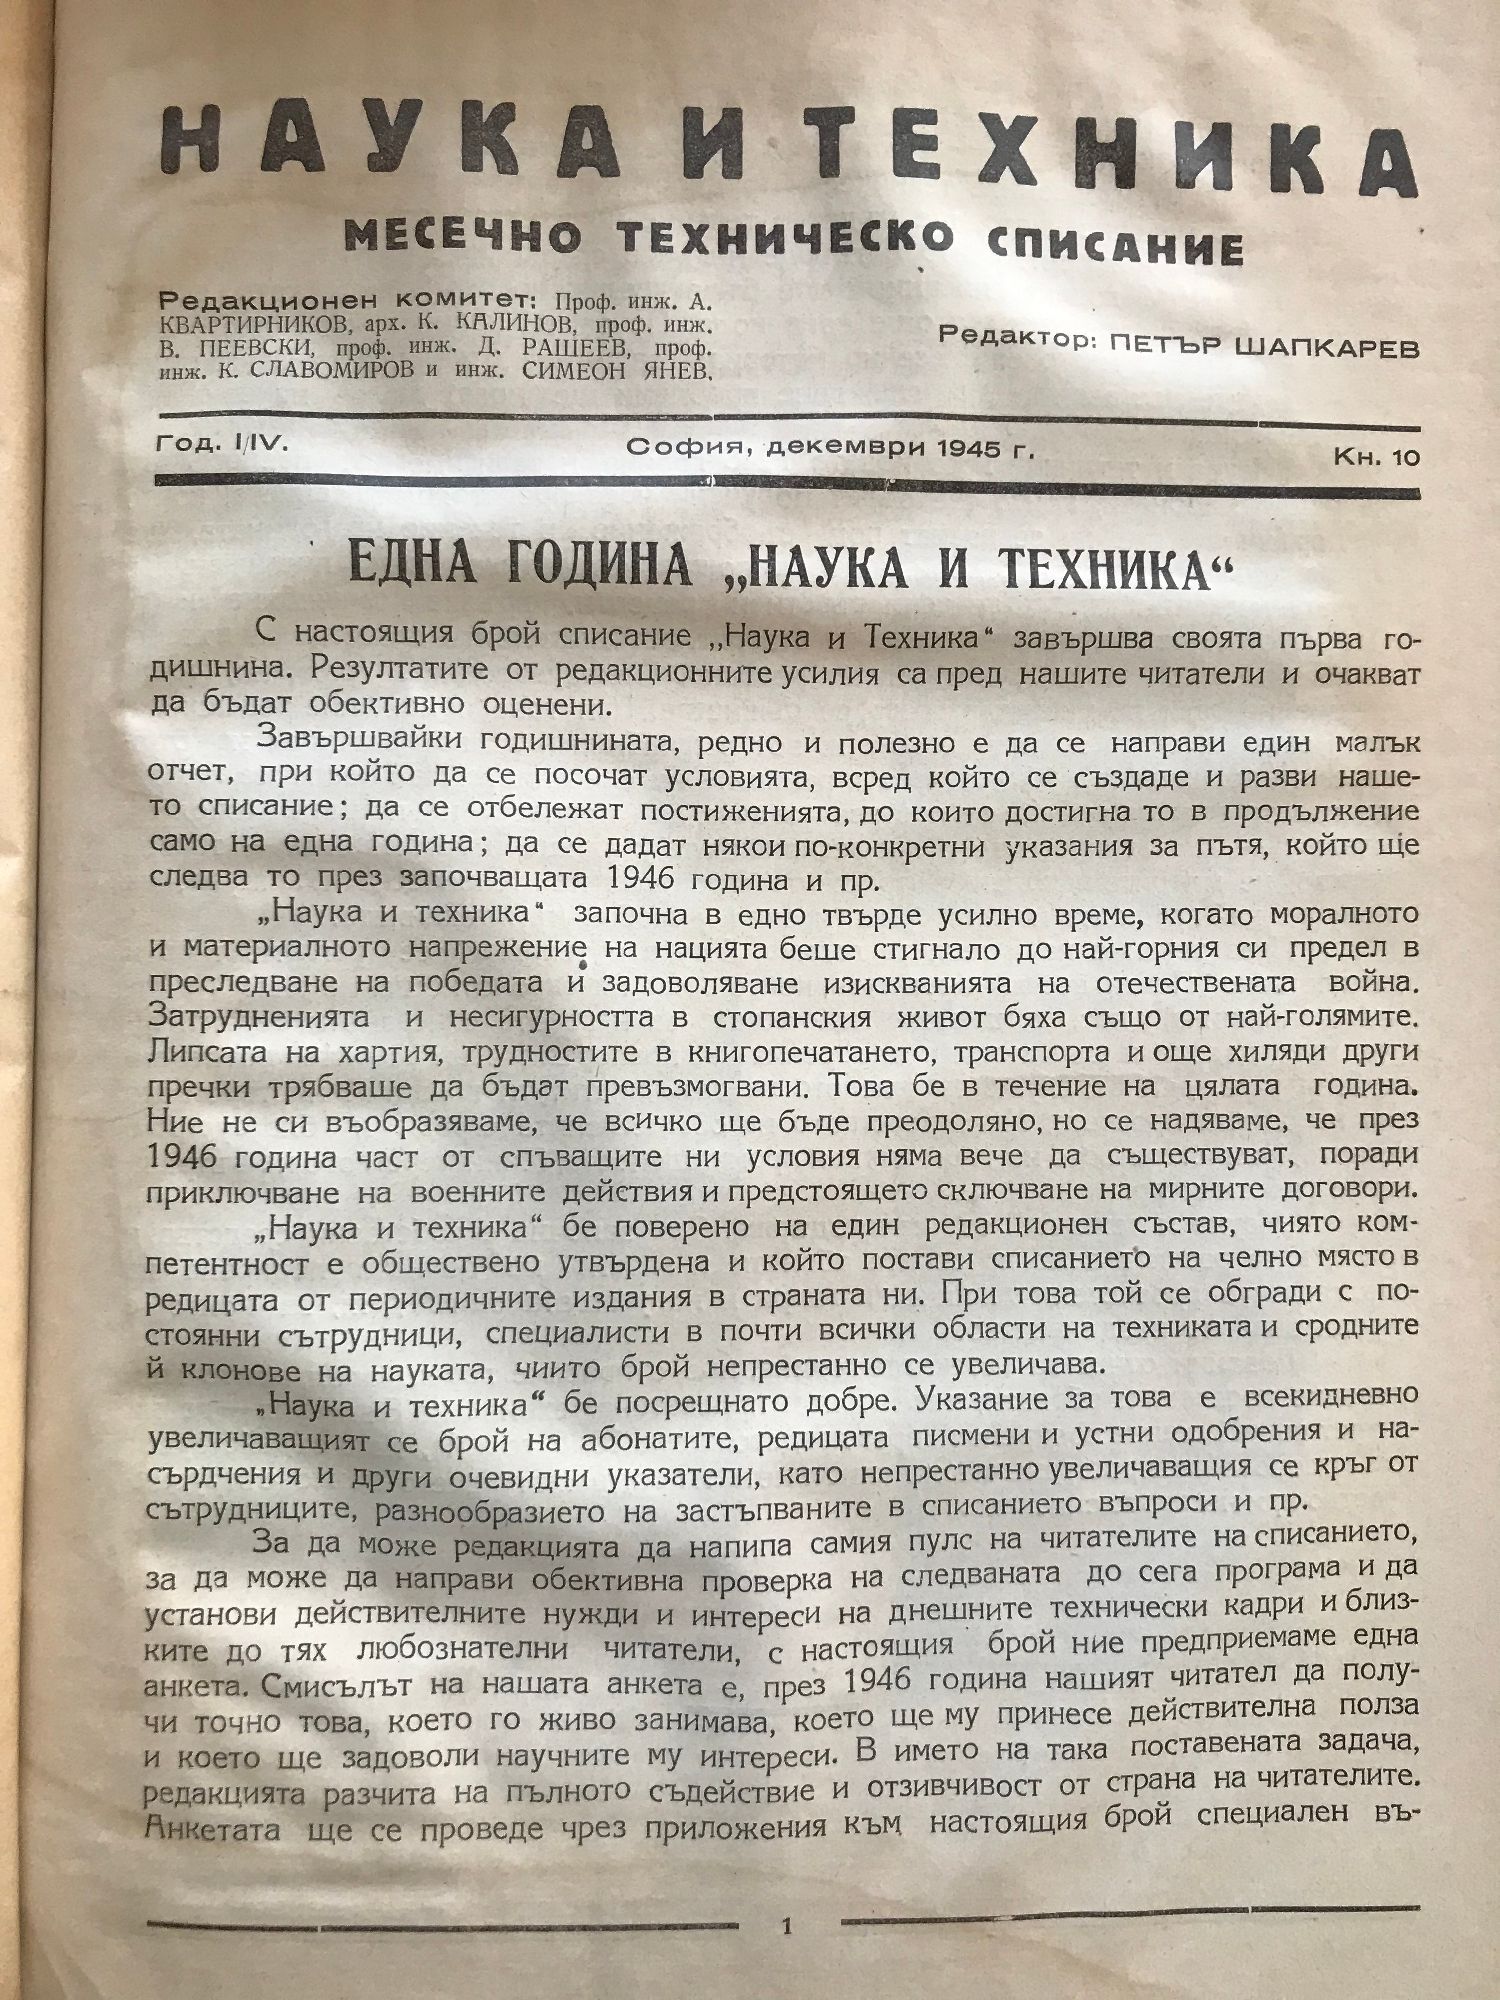 НАУКА И ТЕХНИКА
МЕСЕЧНО ТЕХНИЧЕСКО СПИСАНИЕ
Редакционен комитет: Проф. инж. А.
КВАРТИРНИКОВ, арх. К. КАЛИНОВ, проф. инж.
В. ПЕЕВСКИ, проф. инж. Д. РАШЕЕВ, проф.
инж. К. СЛАВОМИРОВ и инж. СИМЕОН ЯНЕВ.
Редактор: ПЕТЪР ШАПКАРЕВ
Год. I/IV. София, декември 1945 г. Кн. 10
ЕДНА ГОДИНА „НАУКА И ТЕХНИКА“
С настоящия брой списание „Наука и Техника“ завършва своята първа го-
дишнина. Резултатите от редакционните усилия са пред нашите читатели и очакват
да бъдат обективно оценени.
Завършвайки годишнината, редно и полезно е да се направи един малък
отчет, при който да се посочат условията, всред който се създаде и разви наше-
то списание; да се отбележат постиженията, до които достигна то в продължение
само на една година; да се дадат някои по-конкретни указания за пътя, който ще
следва то през започващата 1946 година и пр.
„Наука и техника“ започна в едно твърде усилно време, когато моралното
и материалното напрежение на нацията беше стигнало до най-горния си предел в
преследване на победата и задоволяване изискванията на отечествената война.
Затрудненията и несигурността в стопанския живот бяха също от най-големите.
Липсата на хартия, трудностите в книгопечатането, транспорта и още хиляди други
пречки трябваше да бъдат превъзмогвани. Това бе в течение на цялата година.
Ние не си въобразяваме, че всичко ще бъде преодоляно, но се надяваме, че през
1946 година част от спъващите ни условия няма вече да съществуват, поради
приключване на военните действия и предстоящето сключване на мирните договори.
„Наука и техника“ бе поверено на един редакционен състав, чиято ком-
петентност е обществено утвърдена и който постави списанието на челно място в
редицата от периодичните издания в страната ни. При това той се обгради с по-
стоянни сътрудници, специалисти в почти всички области на техниката и сродните
й клонове на науката, чиито брой непрестанно се увеличава.
„Наука и техника“ бе посрещнато добре. Указание за това е всекидневно
увеличаващият се брой на абонатите, редицата писмени и устни одобрения и на-
сърдчения и други очевидни указатели, като непрестанно увеличаващия се кръг от
сътрудниците, разнообразието на застъпваните в списанието въпроси и пр.
За да може редакцията да напипа самия пулс на читателите на списанието,
за да може да направи обективна проверка на следваната до сега програма и да
установи действителните нужди и интереси на днешните технически кадри и близ-
ките до тях любознателни читатели, с настоящия брой ние предприемаме една
анкета. Смисълът на нашата анкета е, през 1946 година нашият читател да полу-
чи точно това, което го живо занимава, което ще му принесе действителна полза
и което ще задоволи научните му интереси. В името на така поставената задача,
редакцията разчита на пълното съдействие и отзивчивост от страна на читателите.
Анкетата ще се проведе чрез приложения към настоящия брой специален въ-
1